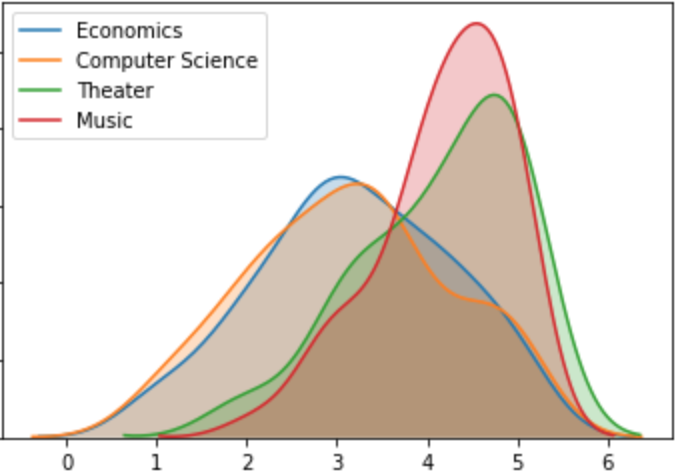 Economics
Computer Science
Theater
Music
0 1 2 3 4 5 6